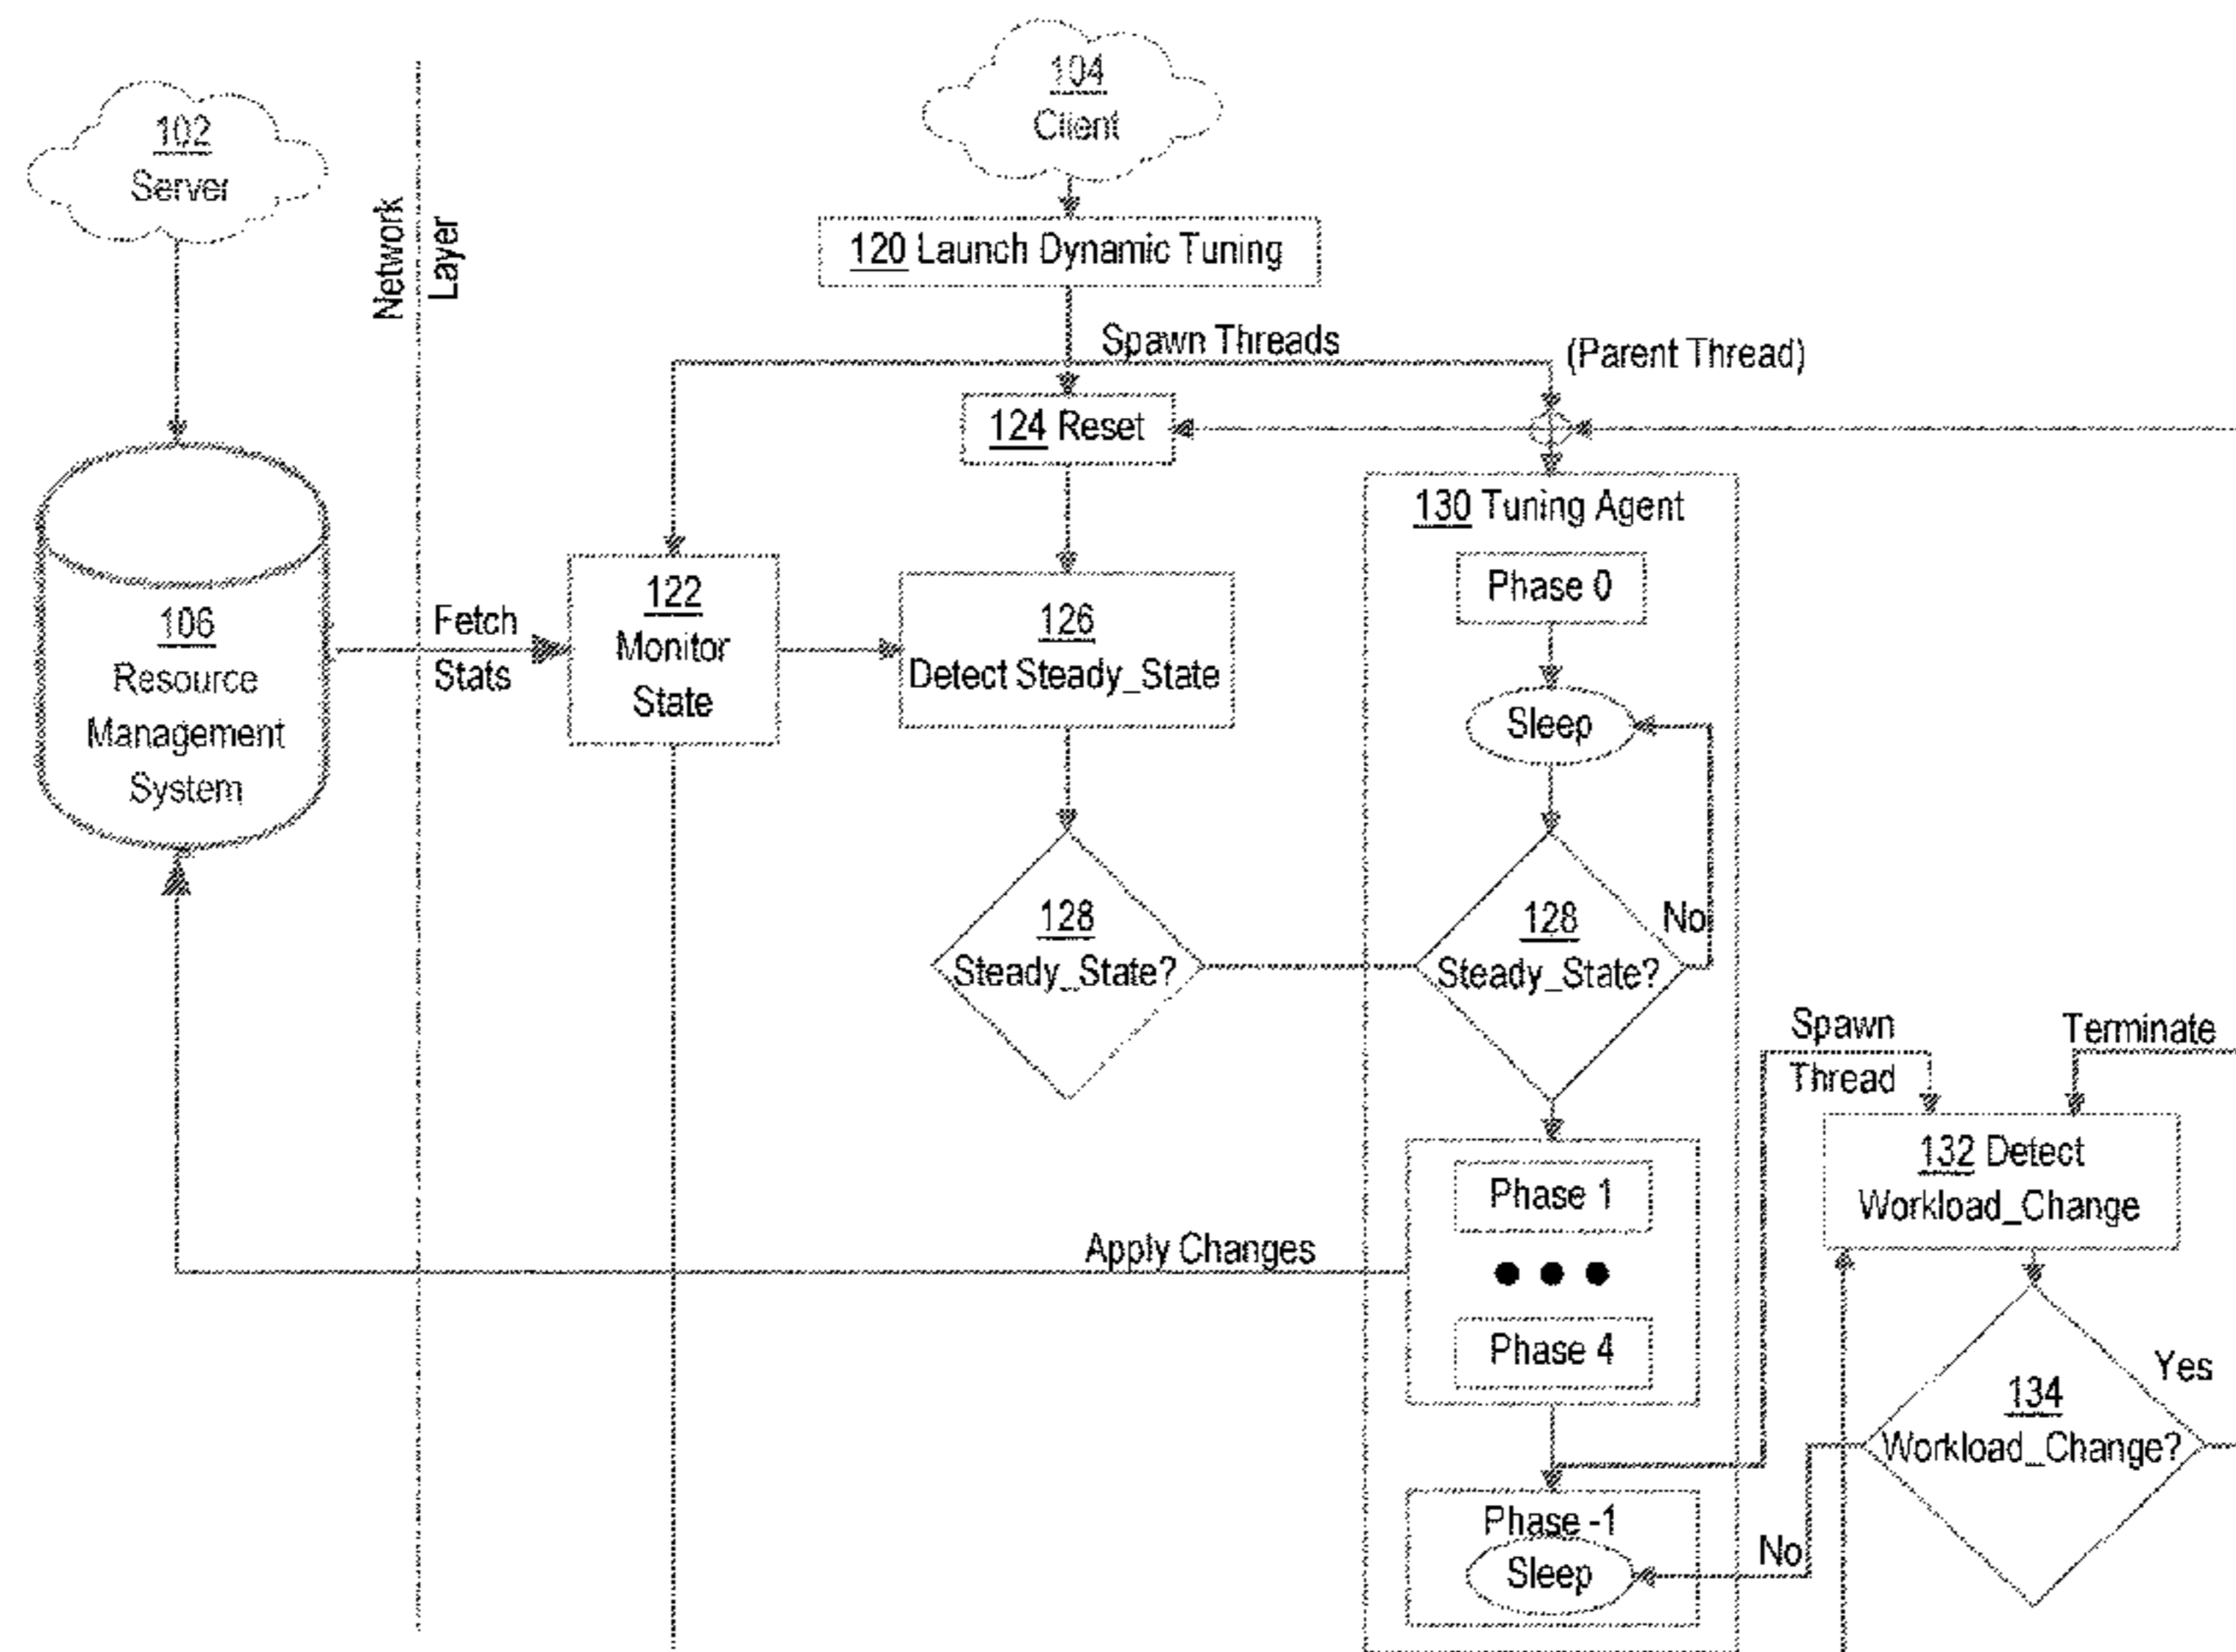 104
Client
102
Server
Network
Layer
120 Launch Dynamic Tuning
Spawn Threads
(Parent Thread)
124 Reset
130 Tuning Agent
Phase 0
Sleep
106
Resource
Management
System
Fetch
Stats
122
Monitor
State
126
Detect Steady_State
128
Steady_State?
128
Steady_State?
No
Spawn
Thread
Terminate
132 Detect
Workload_Change
Phase 1
Apply Changes
Phase 4
Yes
134
Workload_Change?
Phase -1
Sleep
No